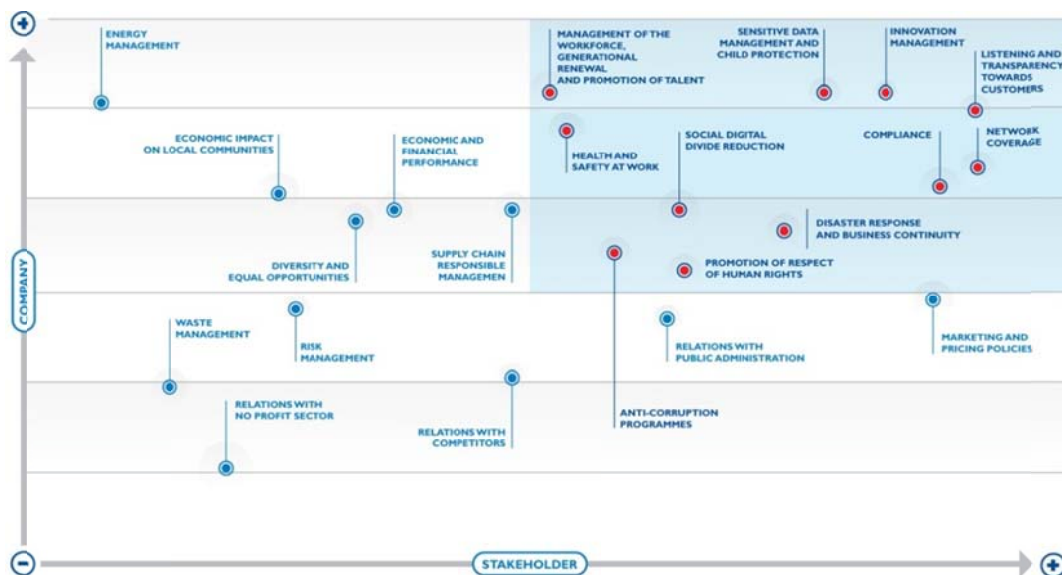 ENERGY
MANAGEMENT
MANAGEMENT OF THE
WORKFORCE,
GENERATIONAL
RENEWAL
AND PROMOTION OF TALENT
SENSITIVE DATA
MANAGEMENT AND
CHILD PROTECTION
INNOVATION
MANAGEMENT
LISTENING AND
TRANSPARENCY
TOWARDS
CUSTOMERS
ECONOMIC IMPACT
ON LOCAL COMMUNITIES
ECONOMIC AND
FINANCIAL
PERFORMANCE
HEALTH AND
SAFETY AT WORK
SOCIAL DIGITAL
DIVIDE REDUCTION
COMPLIANCE
NETWORK
COVERAGE
DIVERSITY AND
EQUAL OPPORTUNITIES
SUPPLY CHAIN
RESPONSIBLE
MANAGEMEN
DISASTER RESPONSE
AND BUSINESS CONTINUITY
PROMOTION OF RESPECT
OF HUMAN RIGHTS
COMPANY
WASTE
MANAGEMENT
RISK
MANAGEMENT
RELATIONS WITH
PUBLIC ADMINISTRATION
MARKETING AND
PRICING POLICIES
RELATIONS WITH
NO PROFIT SECTOR
RELATIONS WITH
COMPETITORS
ANTI-CORRUPTION
PROGRAMMES
STAKEHOLDER